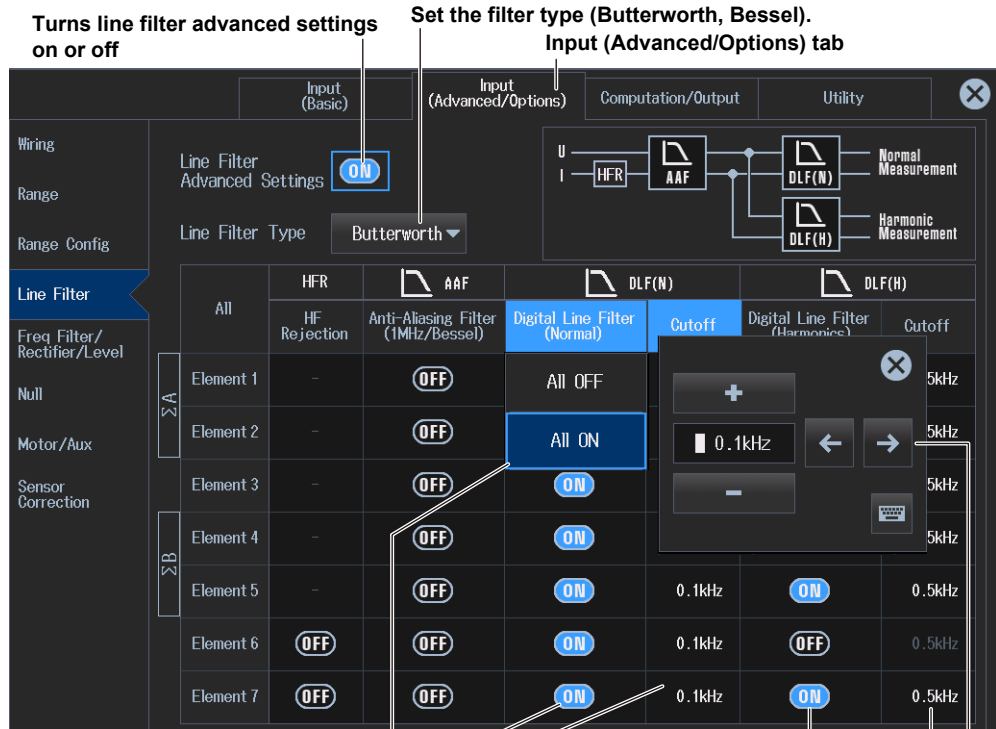 Turns line filter advanced settings
on or off
Set the filter type (Butterworth, Bessel).
Input (Advanced/Options) tab
Input
(Basic)
Input
(Advanced/Options)
Computation/Output
Utility
Wiring
Range
Range Config
Line Filter
Freq Filter/
Rectifier/Level
Null
Motor/Aux
Sensor
Correction
Line Filter
Advanced Settings
ON
Line Filter Type
Butterworth
U
I
HFR
AAF
DLF(N)
Normal
Measurement
DLF(H)
Harmonic
Measurement
All
HFR
AAF
DLF(N)
DLF(H)
HF
Rejection
Anti-Aliasing Filter
(1MHz/Bessel)
Digital Line Filter
(Normal)
Cutoff
Digital Line Filter
(Harmonics)
Cutoff
ΣA
Element 1 - OFF All OFF 5kHz
Element 2 - OFF All ON 5kHz
Element 3 - OFF ON 5kHz
ΣB
Element 4 - OFF ON 5kHz
Element 5 - OFF ON 0.1kHz ON 0.5kHz
Element 6 OFF OFF ON 0.1kHz OFF 0.5kHz
Element 7 OFF OFF ON 0.1kHz ON 0.5kHz
+
0.1kHz
-